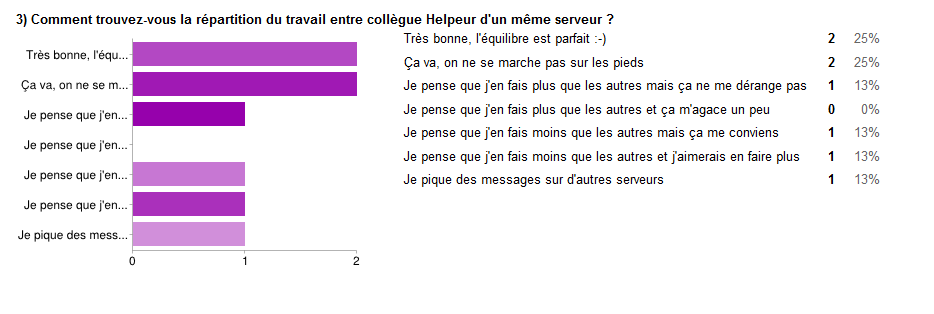 3) Comment trouvez-vous la répartition du travail entre collègue Helpeur d'un même serveur ?
Très bonne, l'équ...
Ça va, on ne se m...
Je pense que j'en...
Je pense que j'en...
Je pense que j'en...
Je pense que j'en...
Je pique des mess...
0 1 2
Très bonne, l'équilibre est parfait :-) 2 25%
Ça va, on ne se marche pas sur les pieds 2 25%
Je pense que j'en fais plus que les autres mais ça ne me dérange pas 1 13%
Je pense que j'en fais plus que les autres et ça m'agace un peu 0 0%
Je pense que j'en fais moins que les autres mais ça me conviens 1 13%
Je pense que j'en fais moins que les autres et j'aimerais en faire plus 1 13%
Je pique des messages sur d'autres serveurs 1 13%